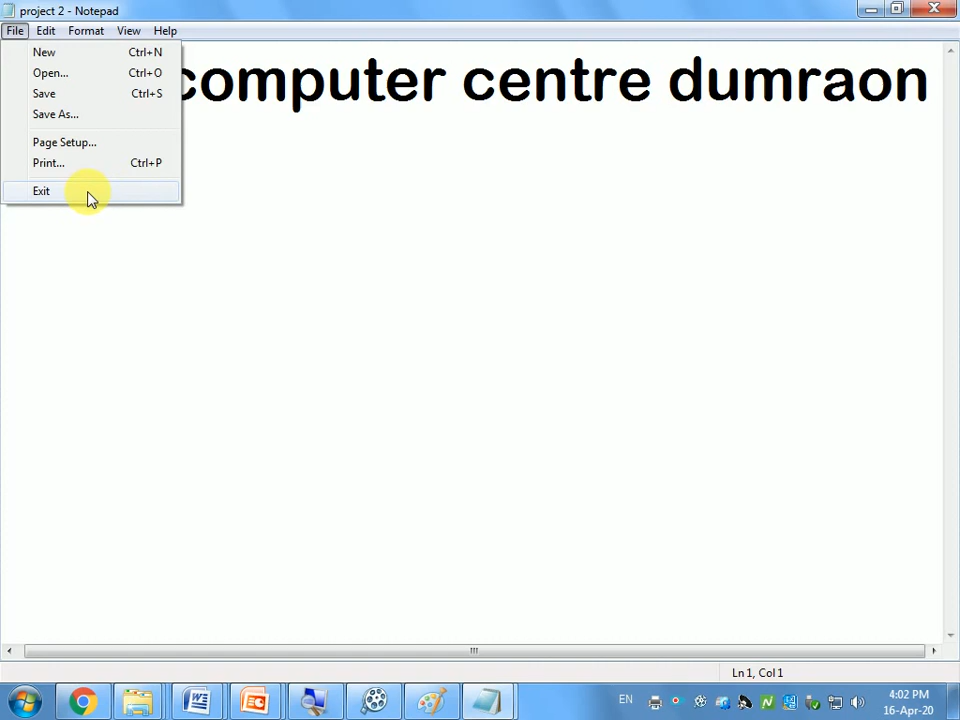 project 2 - Notepad
File Edit Format View Help
New Ctrl+N
Open... Ctrl+O
Save Ctrl+S
Save As...
Page Setup...
Print... Ctrl+P
Exit
computer centre dumraon
Ln 1, Col 1
EN
4:02 PM
16-Apr-20